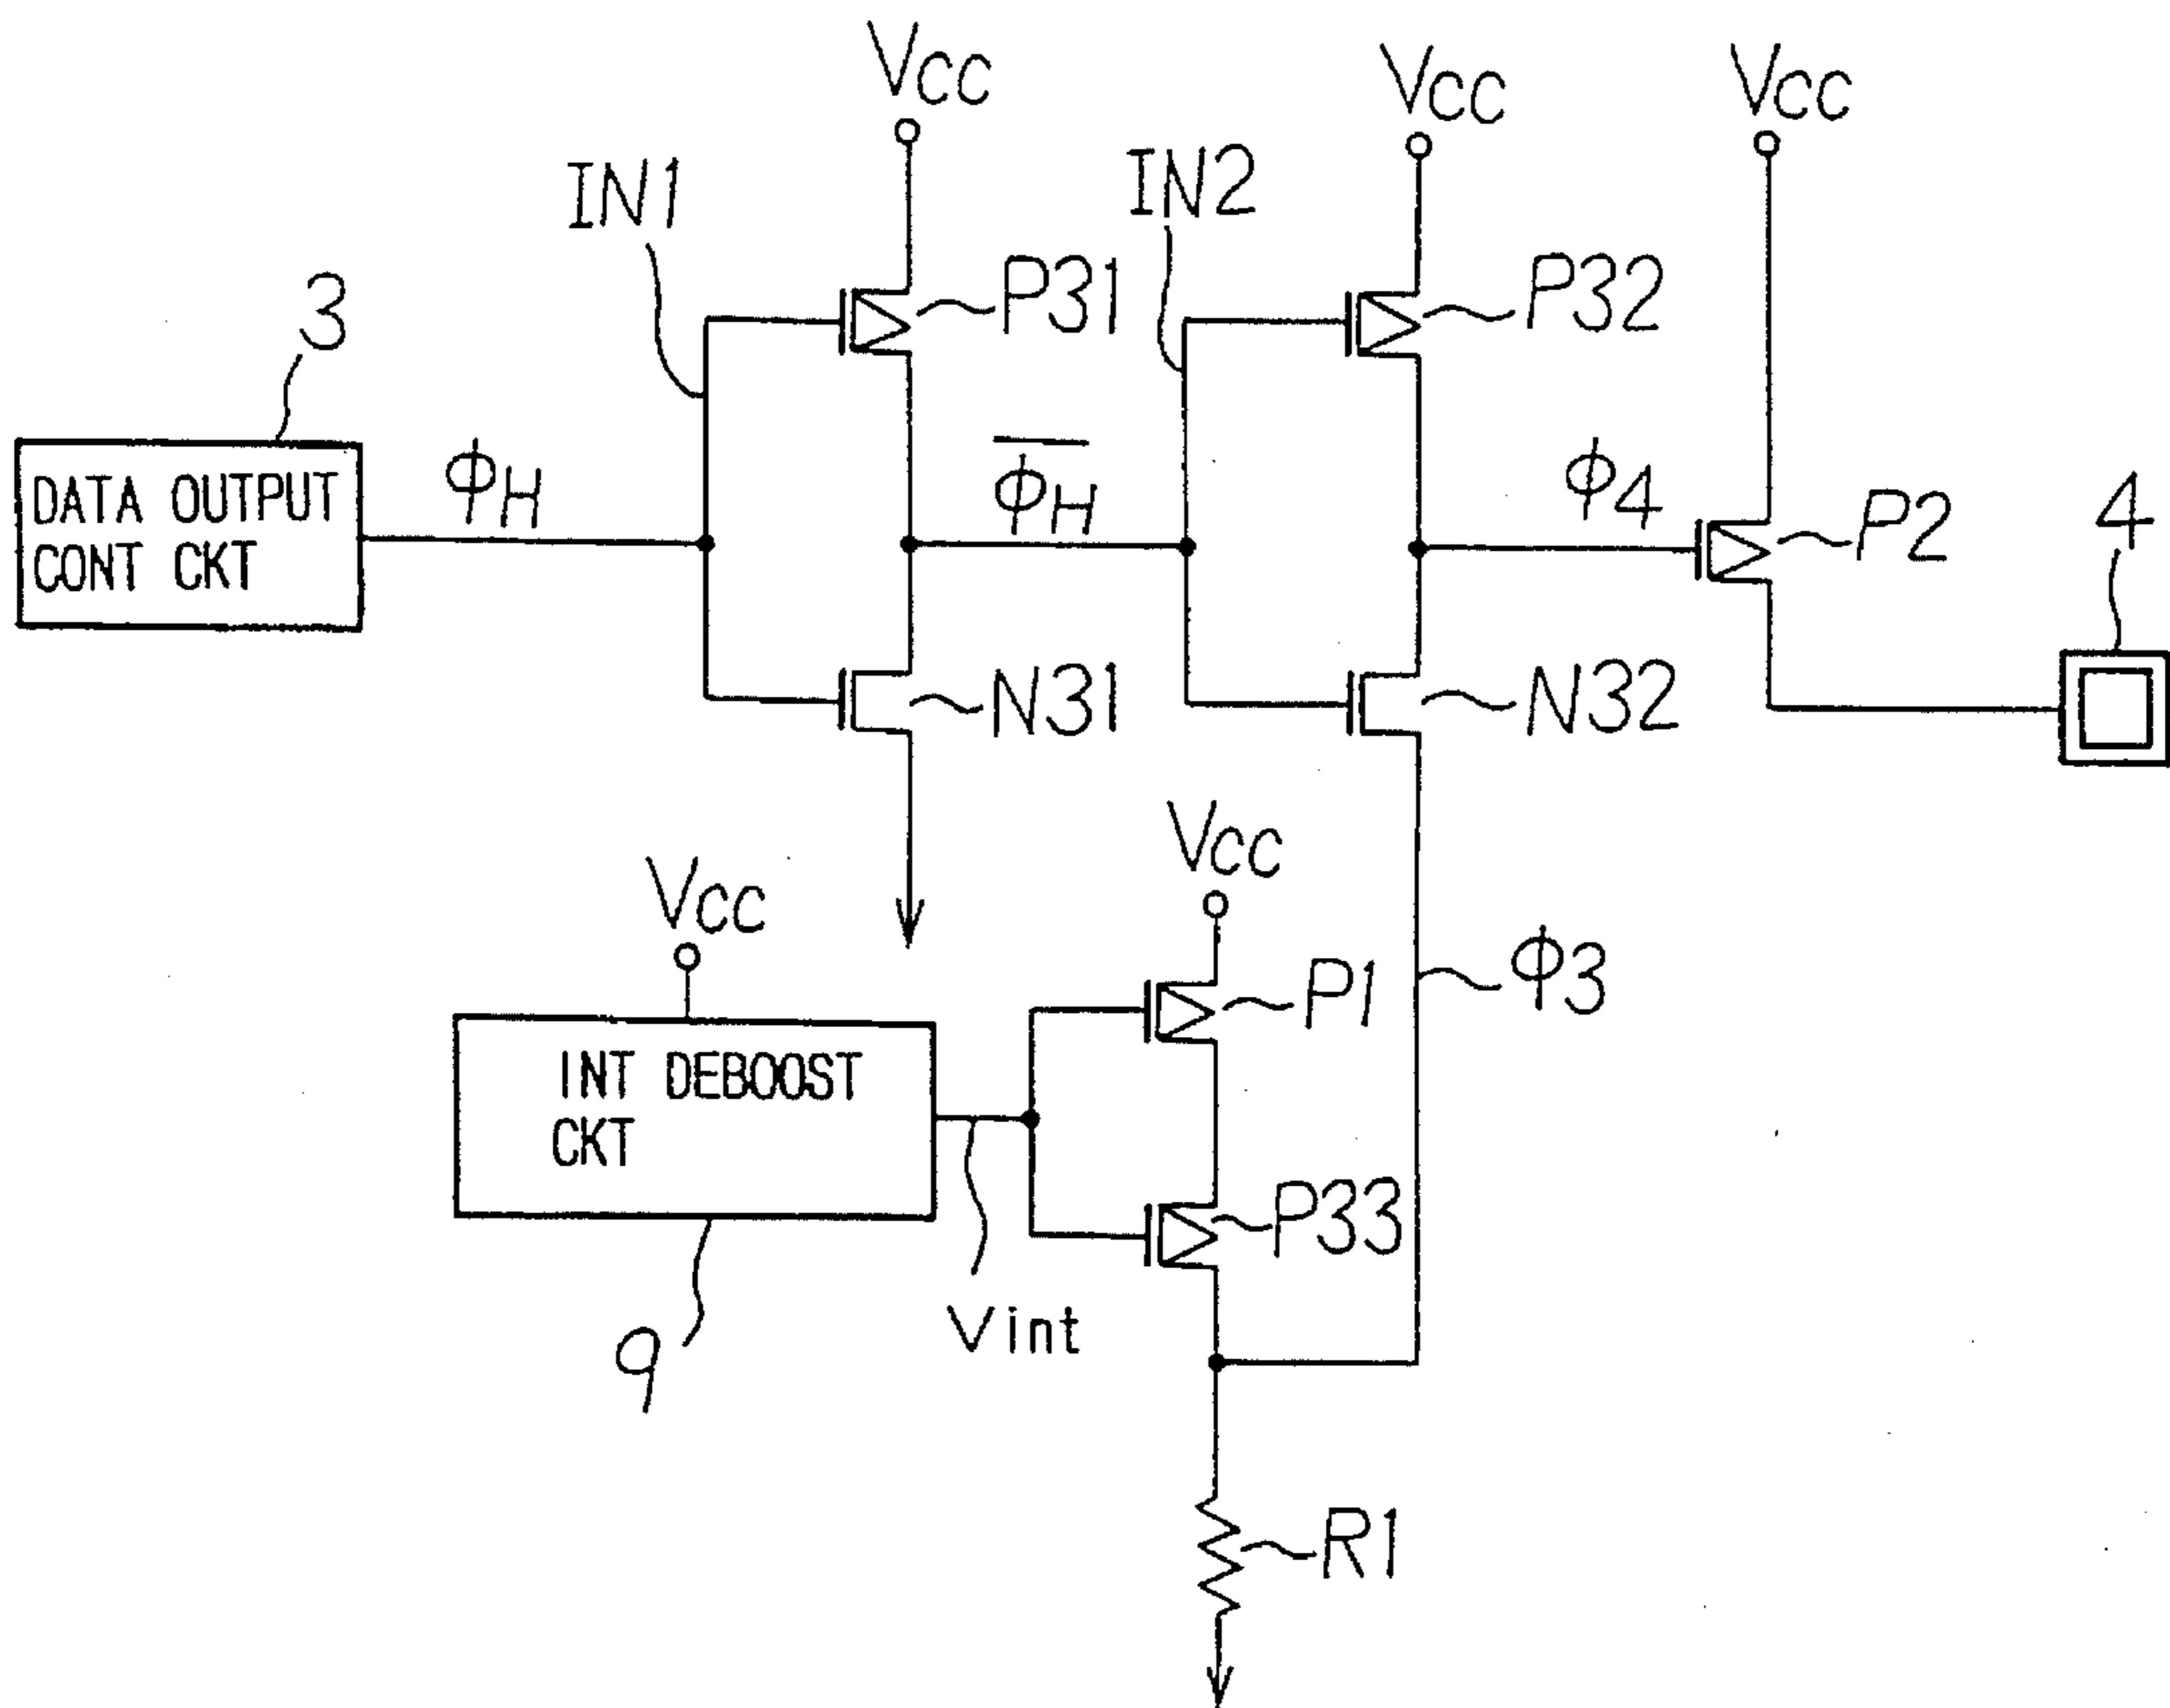 VCC
VCC
VCC
IN1
IN2
P31
P32
3
DATA OUTPUT
CONT CKT
ΦH
Φ̅H̅
Φ4
P2
4
N31
N32
VCC
VCC
Φ3
P1
INT DEBOOST
CKT
P33
Vint
9
R1